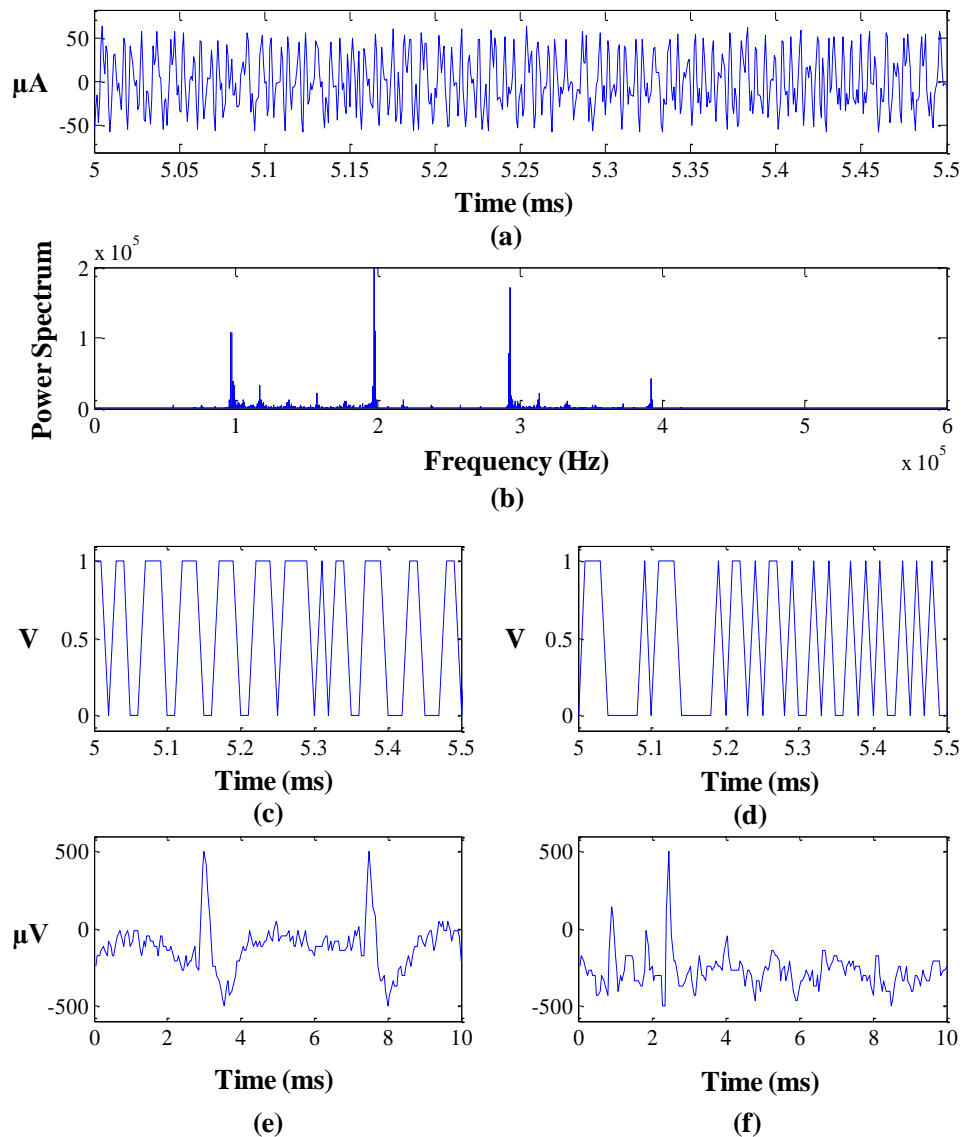 50
µA 0
-50
5 5.05 5.1 5.15 5.2 5.25 5.3 5.35 5.4 5.45 5.5
Time (ms)
(a)
x 10^5
2
Power Spectrum
1
0
0 1 2 3 4 5 6
Frequency (Hz)
x 10^5
(b)
1 1
V 0.5 V 0.5
0 0
5 5.1 5.2 5.3 5.4 5.5 5 5.1 5.2 5.3 5.4 5.5
Time (ms) Time (ms)
(c) (d)
500 500
µV 0 0
-500 -500
0 2 4 6 8 10 0 2 4 6 8 10
Time (ms) Time (ms)
(e) (f)